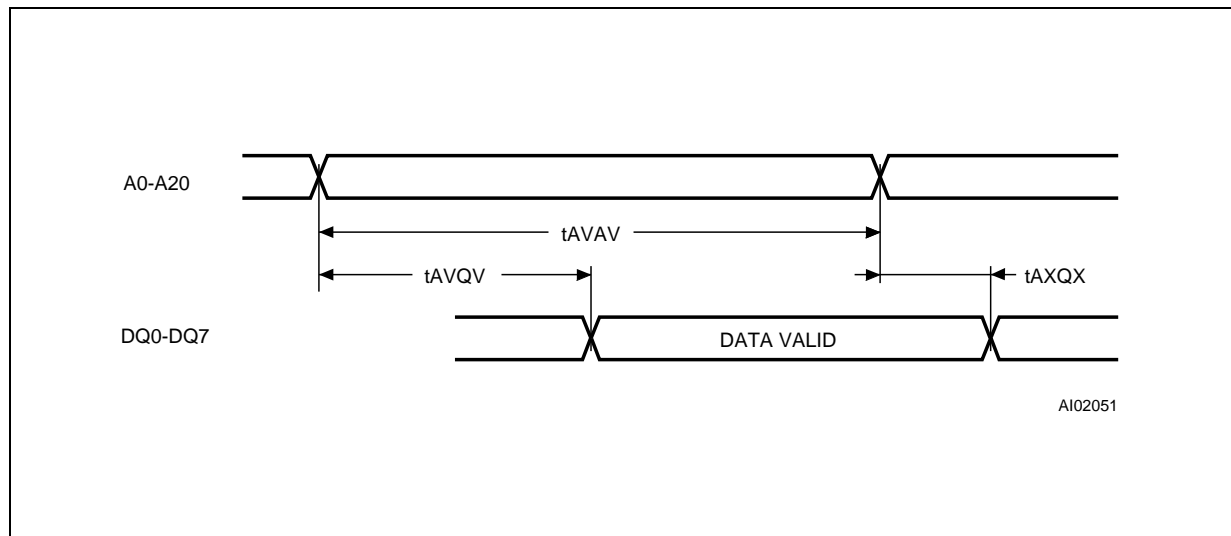 A0-A20
tAVAV
tAVQV
tAXQX
DQ0-DQ7
DATA VALID
AI02051